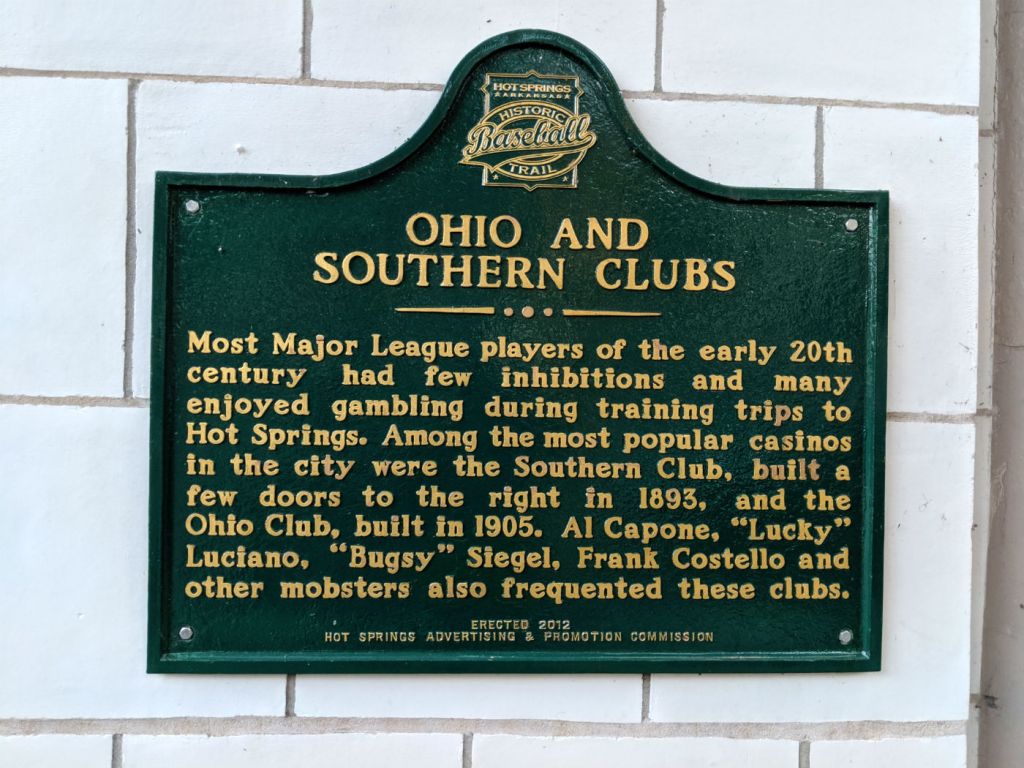 HOT SPRINGS
ARKANSAS
HISTORIC
Baseball
TRAIL
OHIO AND
SOUTHERN CLUBS
Most Major League players of the early 20th
century had few inhibitions and many
enjoyed gambling during training trips to
Hot Springs. Among the most popular casinos
in the city were the Southern Club, built a
few doors to the right in 1893, and the
Ohio Club, built in 1905. Al Capone, “Lucky”
Luciano, “Bugsy” Siegel, Frank Costello and
other mobsters also frequented these clubs.
ERECTED 2012
HOT SPRINGS ADVERTISING & PROMOTION COMMISSION